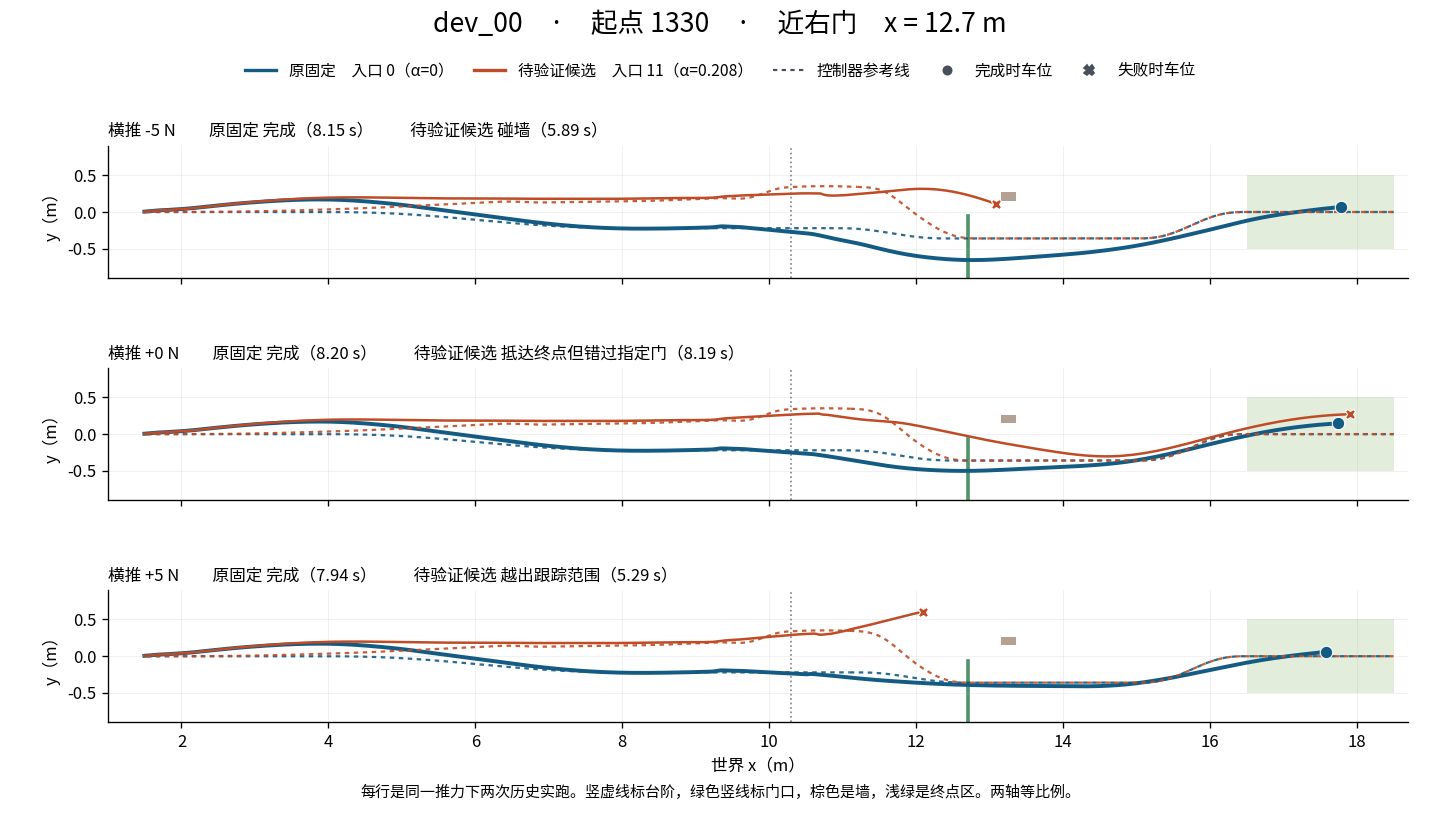 dev_00 · 起点 1330 · 近右门 x = 12.7 m
原固定 入口 0（α=0） 待验证候选 入口 11（α=0.208） 控制器参考线 完成时车位 失败时车位
横推 -5 N 原固定 完成（8.15 s） 待验证候选 碰墙（5.89 s）
0.5
0.0
-0.5
y（m）
横推 +0 N 原固定 完成（8.20 s） 待验证候选 抵达终点但错过指定门（8.19 s）
0.5
0.0
-0.5
y（m）
横推 +5 N 原固定 完成（7.94 s） 待验证候选 越出跟踪范围（5.29 s）
0.5
0.0
-0.5
y（m）
2 4 6 8 10 12 14 16 18
世界 x（m）
每行是同一推力下两次历史实跑。竖虚线标台阶，绿色竖线标门口，棕色是墙，浅绿是终点区。两轴等比例。